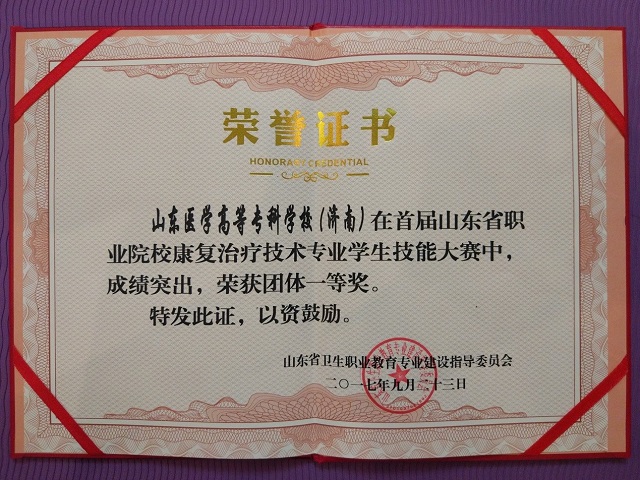 荣誉证书
HONORARY CREDENTIAL
山东医学高等专科学校(济南)在首届山东省职
业院校康复治疗技术专业学生技能大赛中，
成绩突出，荣获团体一等奖。
特发此证，以资鼓励。
山东省卫生职业教育专业建设指导委员会
二〇一七年九月二十三日